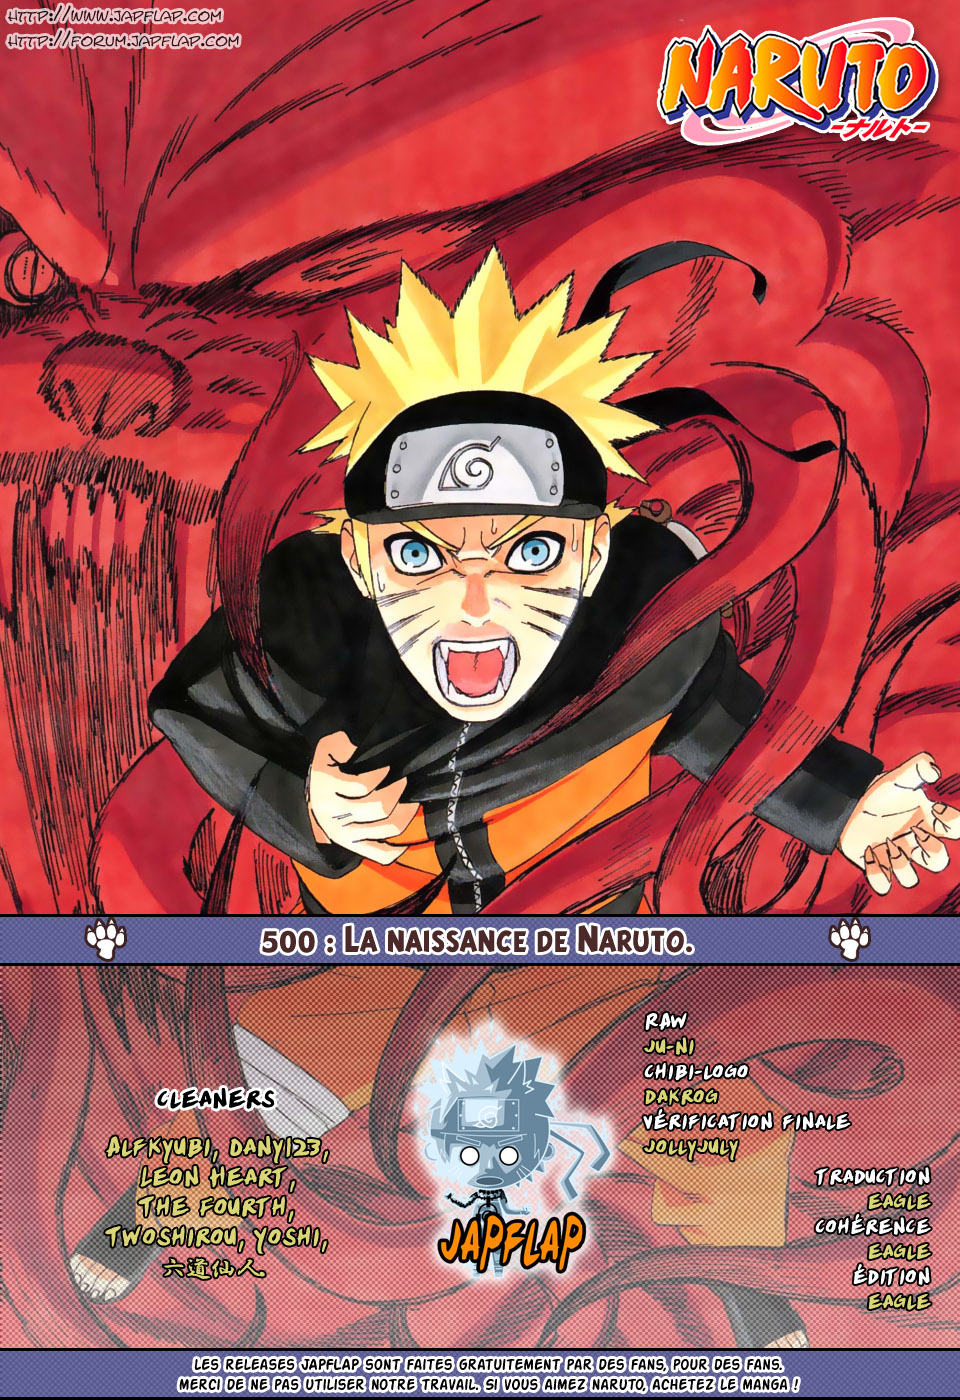 HTTP://WWW.JAPFLAP.COM
HTTP://FORUM.JAPFLAP.COM
NARUTO
-ナルト-
500 : LA NAISSANCE DE NARUTO.
CLEANERS
ALFKYUBI, DANY123,
LEON HEART,
THE FOURTH,
TWOSHIROU, YOSHI,
六道仙人
JAPFLAP
RAW
JU-NI
CHIBI-LOGO
DAKROG
VÉRIFICATION FINALE
JOLLYJULY
TRADUCTION
EAGLE
COHÉRENCE
EAGLE
ÉDITION
EAGLE
LES RELEASES JAPFLAP SONT FAITES GRATUITEMENT PAR DES FANS, POUR DES FANS.
MERCI DE NE PAS UTILISER NOTRE TRAVAIL. SI VOUS AIMEZ NARUTO, ACHETEZ LE MANGA !